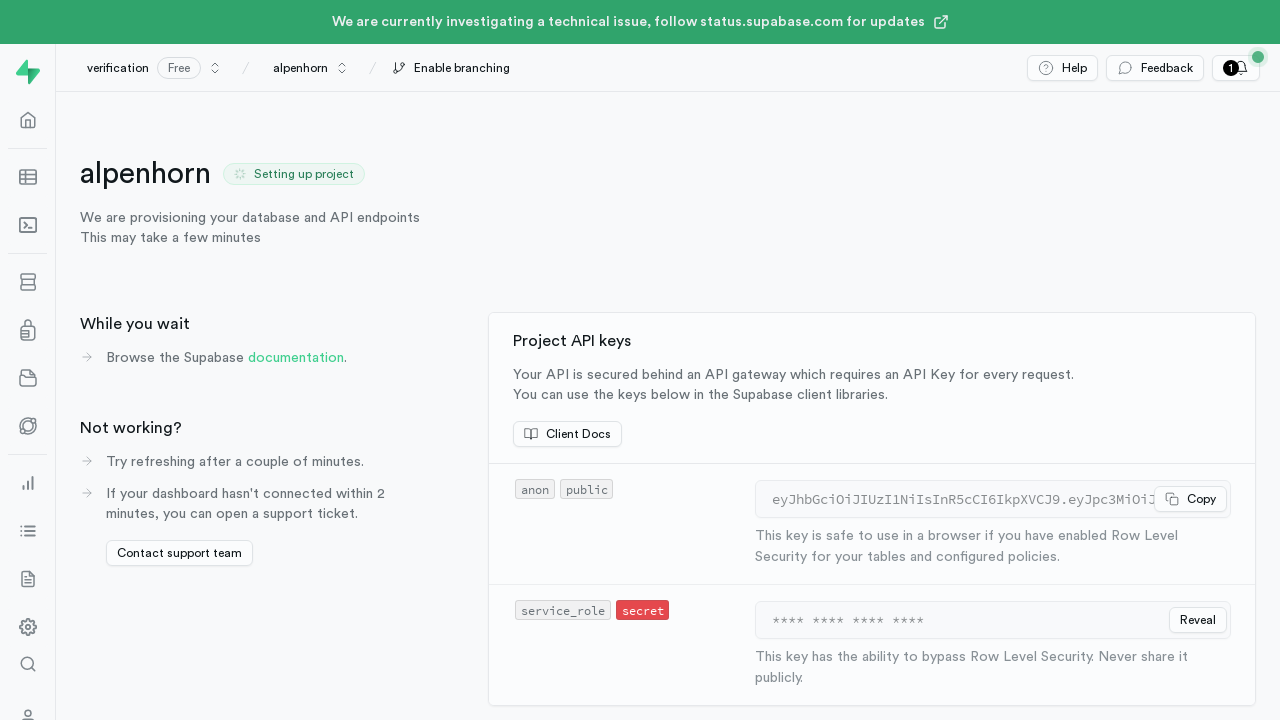 We are currently investigating a technical issue, follow status.supabase.com for updates
verification Free / alpenhorn / Enable branching
Help
Feedback
1
alpenhorn
Setting up project
We are provisioning your database and API endpoints
This may take a few minutes
While you wait
Browse the Supabase documentation.
Not working?
Try refreshing after a couple of minutes.
If your dashboard hasn't connected within 2
minutes, you can open a support ticket.
Contact support team
Project API keys
Your API is secured behind an API gateway which requires an API Key for every request.
You can use the keys below in the Supabase client libraries.
Client Docs
anon public
eyJhbGciOiJIUzI1NiIsInR5cCI6IkpXVCJ9.eyJpc3MiOiJ
Copy
This key is safe to use in a browser if you have enabled Row Level
Security for your tables and configured policies.
service_role secret
**** **** **** ****
Reveal
This key has the ability to bypass Row Level Security. Never share it
publicly.